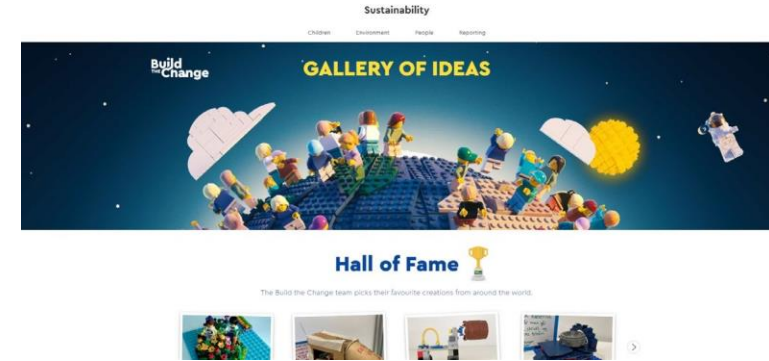 Sustainability
Children Environment People Reporting
Build
THE Change
GALLERY OF IDEAS
Hall of Fame
The Build the Change team picks their favourite creations from around the world.